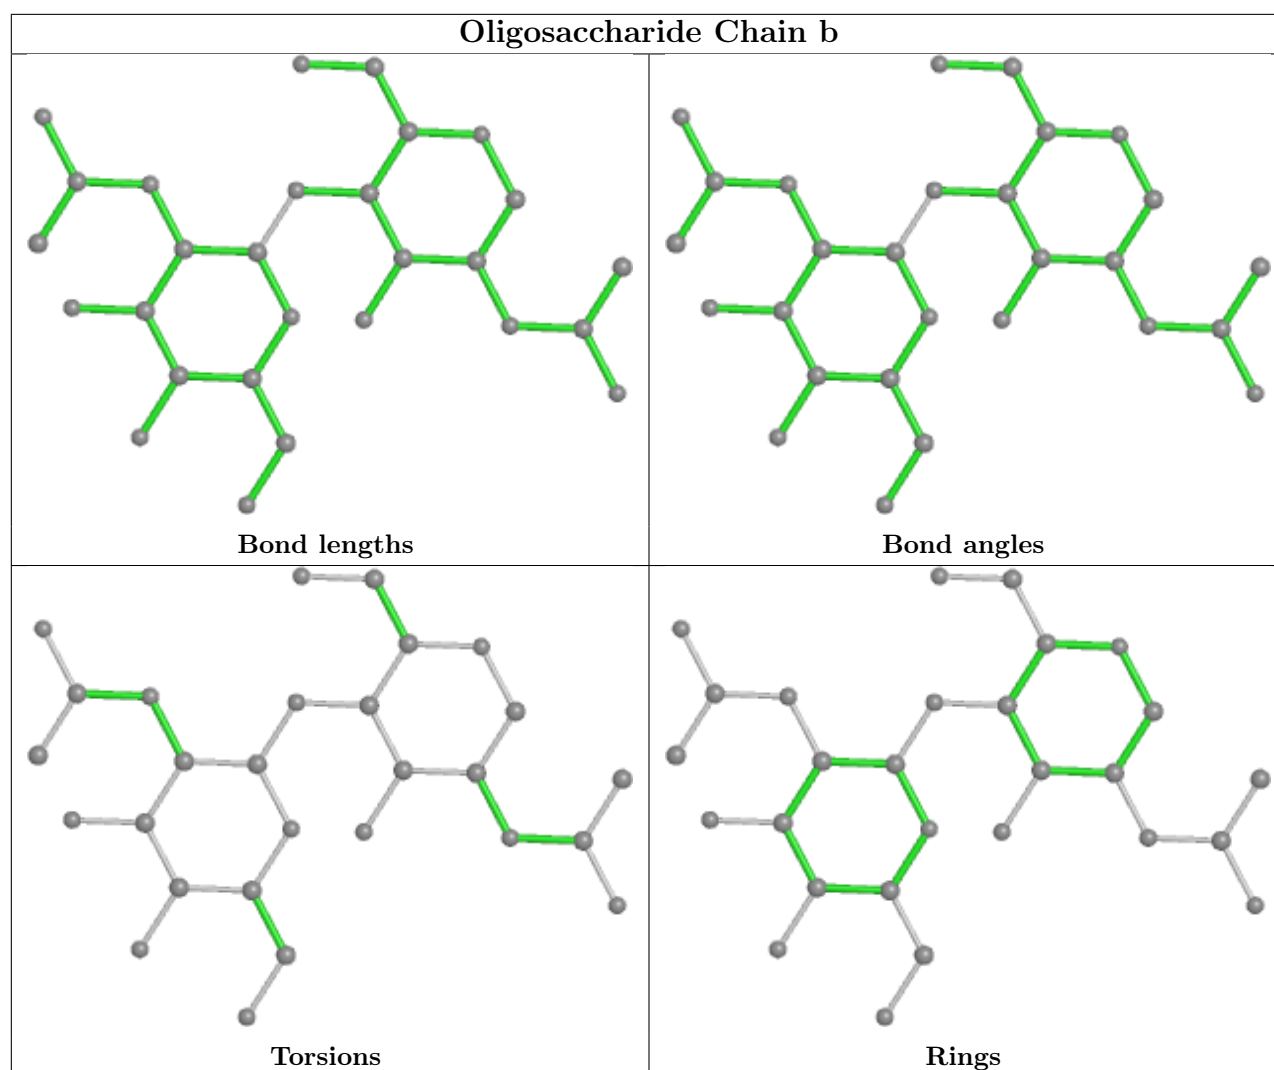 Oligosaccharide Chain b
Bond lengths
Bond angles
Torsions
Rings